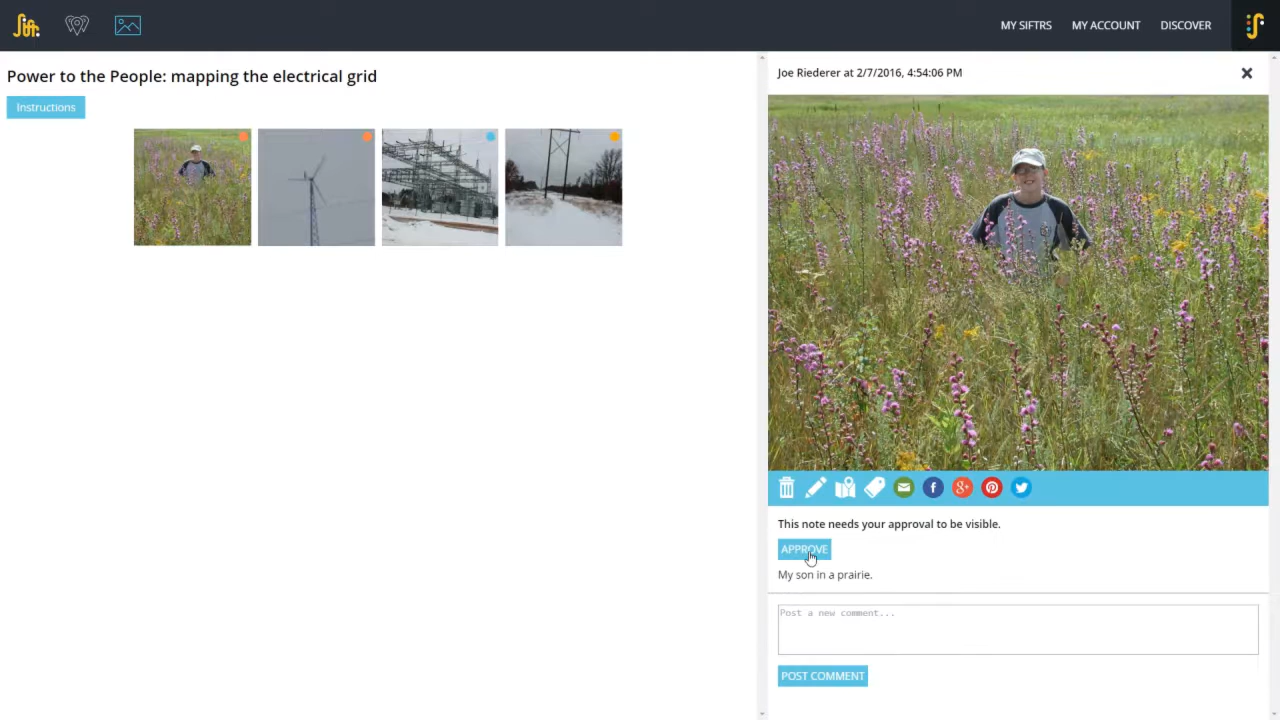 Siftr.
MY SIFTRS
MY ACCOUNT
DISCOVER
Power to the People: mapping the electrical grid
Instructions
Joe Riederer at 2/7/2016, 4:54:06 PM
This note needs your approval to be visible.
APPROVE
My son in a prairie.
Post a new comment...
POST COMMENT